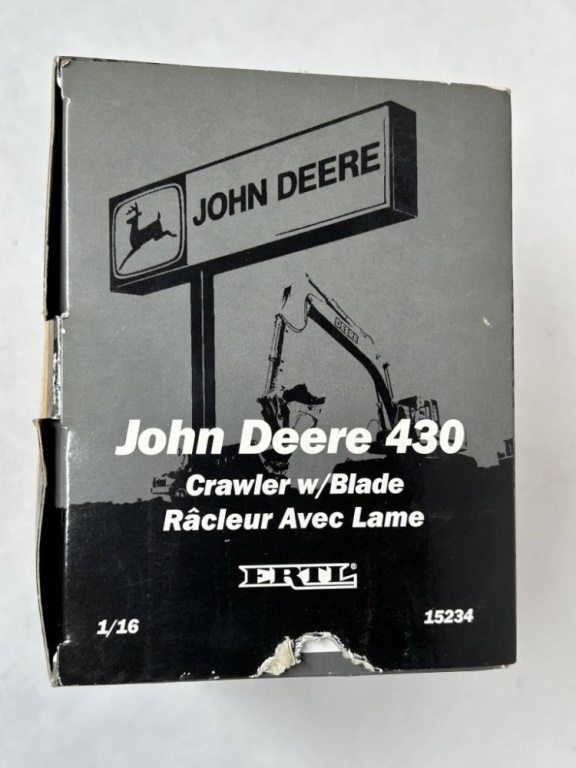 JOHN DEERE
DEERE
John Deere 430
Crawler w/Blade
Râcleur Avec Lame
ERTL®
1/16
15234